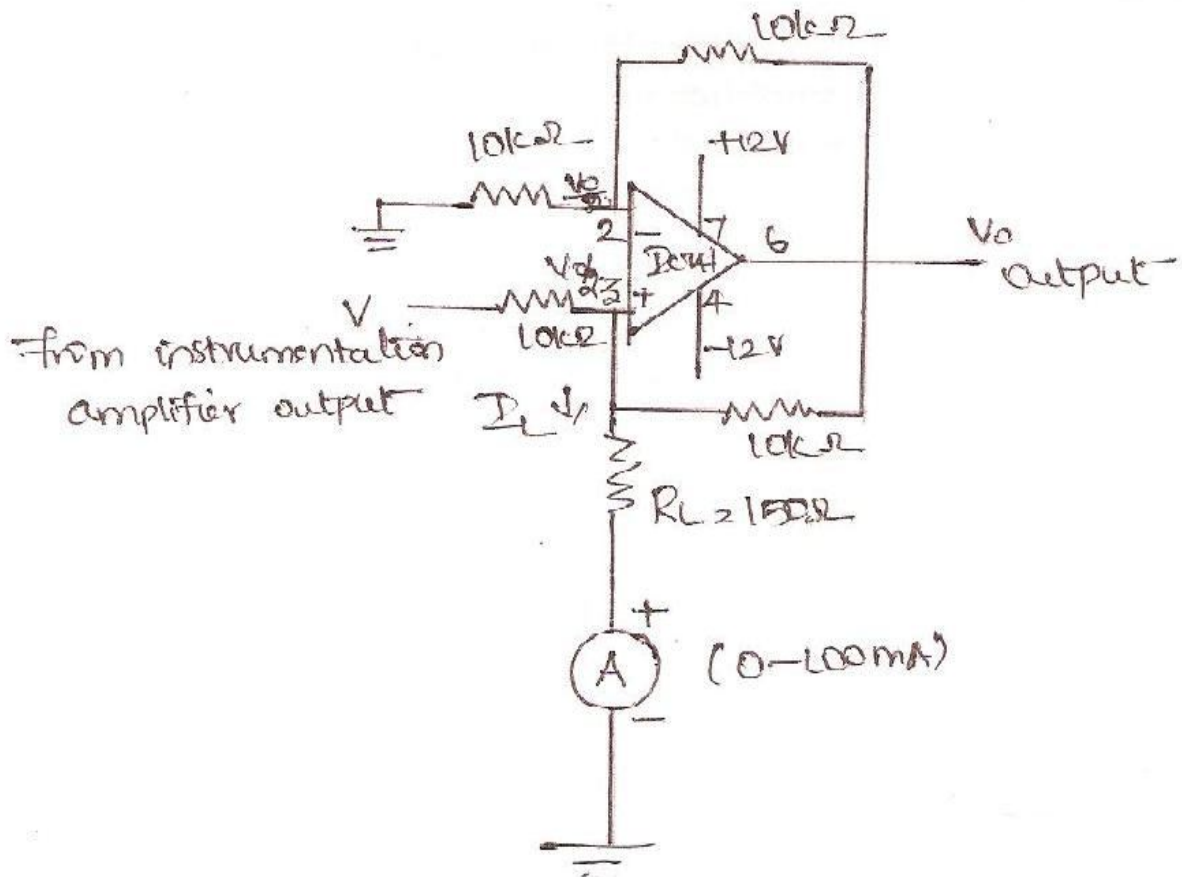 10kΩ
10kΩ
+12V
2
-
7
6
Vo
output
V
3
+
4
10kΩ
-12V
from instrumentation
amplifier output
IL
10kΩ
RL = 150Ω
+
A
(0-100mA)
-